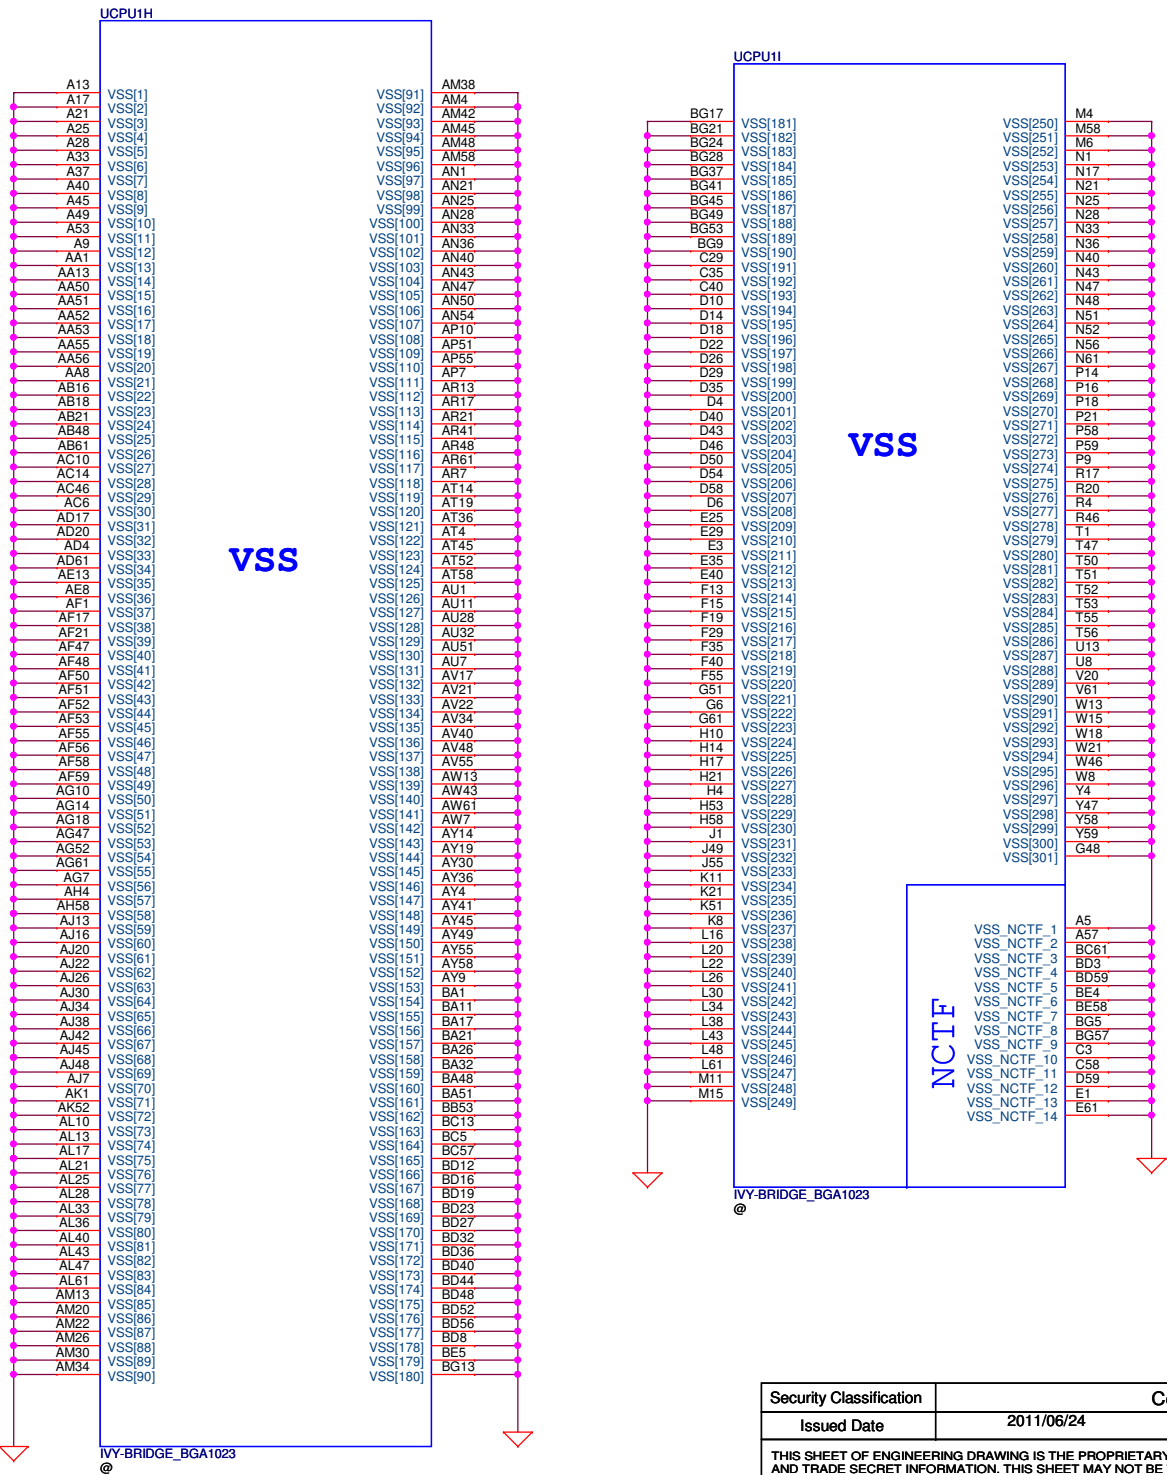 UCPU1H
A13 VSS[1] VSS[91] AM38
A17 VSS[2] VSS[92] AM4
A21 VSS[3] VSS[93] AM42
A25 VSS[4] VSS[94] AM45
A28 VSS[5] VSS[95] AM48
A33 VSS[6] VSS[96] AM58
A37 VSS[7] VSS[97] AN1
A40 VSS[8] VSS[98] AN21
A45 VSS[9] VSS[99] AN25
A49 VSS[10] VSS[100] AN28
A53 VSS[11] VSS[101] AN33
A9 VSS[12] VSS[102] AN36
AA1 VSS[13] VSS[103] AN40
AA13 VSS[14] VSS[104] AN43
AA50 VSS[15] VSS[105] AN47
AA51 VSS[16] VSS[106] AN50
AA52 VSS[17] VSS[107] AN54
AA53 VSS[18] VSS[108] AP10
AA55 VSS[19] VSS[109] AP51
AA56 VSS[20] VSS[110] AP55
AA8 VSS[21] VSS[111] AP7
AB16 VSS[22] VSS[112] AR13
AB18 VSS[23] VSS[113] AR17
AB21 VSS[24] VSS[114] AR21
AB48 VSS[25] VSS[115] AR41
AB61 VSS[26] VSS[116] AR48
AC10 VSS[27] VSS[117] AR61
AC14 VSS[28] VSS[118] AR7
AC46 VSS[29] VSS[119] AT14
AC6 VSS[30] VSS[120] AT19
AD17 VSS[31] VSS[121] AT36
AD20 VSS[32] VSS[122] AT4
AD4 VSS[33] VSS[123] AT45
AD61 VSS[34] VSS[124] AT52
AE13 VSS[35] VSS[125] AT58
AE8 VSS[36] VSS[126] AU1
AF1 VSS[37] VSS[127] AU11
AF17 VSS[38] VSS[128] AU28
AF21 VSS[39] VSS[129] AU32
AF47 VSS[40] VSS[130] AU51
AF48 VSS[41] VSS[131] AU7
AF50 VSS[42] VSS[132] AV17
AF51 VSS[43] VSS[133] AV21
AF52 VSS[44] VSS[134] AV22
AF53 VSS[45] VSS[135] AV34
AF55 VSS[46] VSS[136] AV40
AF56 VSS[47] VSS[137] AV48
AF58 VSS[48] VSS[138] AV55
AF59 VSS[49] VSS[139] AW13
AG10 VSS[50] VSS[140] AW43
AG14 VSS[51] VSS[141] AW61
AG18 VSS[52] VSS[142] AW7
AG47 VSS[53] VSS[143] AY14
AG52 VSS[54] VSS[144] AY19
AG61 VSS[55] VSS[145] AY30
AG7 VSS[56] VSS[146] AY36
AH4 VSS[57] VSS[147] AY4
AH58 VSS[58] VSS[148] AY41
AJ13 VSS[59] VSS[149] AY45
AJ16 VSS[60] VSS[150] AY49
AJ20 VSS[61] VSS[151] AY55
AJ22 VSS[62] VSS[152] AY58
AJ26 VSS[63] VSS[153] AY9
AJ30 VSS[64] VSS[154] BA1
AJ34 VSS[65] VSS[155] BA11
AJ38 VSS[66] VSS[156] BA17
AJ42 VSS[67] VSS[157] BA21
AJ45 VSS[68] VSS[158] BA26
AJ48 VSS[69] VSS[159] BA32
AJ7 VSS[70] VSS[160] BA48
AK1 VSS[71] VSS[161] BA51
AK52 VSS[72] VSS[162] BB53
AL10 VSS[73] VSS[163] BC13
AL13 VSS[74] VSS[164] BC5
AL17 VSS[75] VSS[165] BC57
AL21 VSS[76] VSS[166] BD12
AL25 VSS[77] VSS[167] BD16
AL28 VSS[78] VSS[168] BD19
AL33 VSS[79] VSS[169] BD23
AL36 VSS[80] VSS[170] BD27
AL40 VSS[81] VSS[171] BD32
AL43 VSS[82] VSS[172] BD36
AL47 VSS[83] VSS[173] BD40
AL61 VSS[84] VSS[174] BD44
AM13 VSS[85] VSS[175] BD48
AM20 VSS[86] VSS[176] BD52
AM22 VSS[87] VSS[177] BD56
AM26 VSS[88] VSS[178] BD8
AM30 VSS[89] VSS[179] BE5
AM34 VSS[90] VSS[180] BG13
VSS
IVY-BRIDGE_BGA1023
@
UCPU1I
BG17 VSS[181] VSS[250] M4
BG21 VSS[182] VSS[251] M58
BG24 VSS[183] VSS[252] M6
BG28 VSS[184] VSS[253] N1
BG37 VSS[185] VSS[254] N17
BG41 VSS[186] VSS[255] N21
BG45 VSS[187] VSS[256] N25
BG49 VSS[188] VSS[257] N28
BG53 VSS[189] VSS[258] N33
BG9 VSS[190] VSS[259] N36
C29 VSS[191] VSS[260] N40
C35 VSS[192] VSS[261] N43
C40 VSS[193] VSS[262] N47
D10 VSS[194] VSS[263] N48
D14 VSS[195] VSS[264] N51
D18 VSS[196] VSS[265] N52
D22 VSS[197] VSS[266] N56
D26 VSS[198] VSS[267] N61
D29 VSS[199] VSS[268] P14
D35 VSS[200] VSS[269] P16
D4 VSS[201] VSS[270] P18
D40 VSS[202] VSS[271] P21
D43 VSS[203] VSS[272] P58
D46 VSS[204] VSS[273] P59
D50 VSS[205] VSS[274] P9
D54 VSS[206] VSS[275] R17
D58 VSS[207] VSS[276] R20
D6 VSS[208] VSS[277] R4
E25 VSS[209] VSS[278] R46
E29 VSS[210] VSS[279] T1
E3 VSS[211] VSS[280] T47
E35 VSS[212] VSS[281] T50
E40 VSS[213] VSS[282] T51
F13 VSS[214] VSS[283] T52
F15 VSS[215] VSS[284] T53
F19 VSS[216] VSS[285] T55
F29 VSS[217] VSS[286] T56
F35 VSS[218] VSS[287] U13
F40 VSS[219] VSS[288] U8
F55 VSS[220] VSS[289] V20
G51 VSS[221] VSS[290] V61
G6 VSS[222] VSS[291] W13
G61 VSS[223] VSS[292] W15
H10 VSS[224] VSS[293] W18
H14 VSS[225] VSS[294] W21
H17 VSS[226] VSS[295] W46
H21 VSS[227] VSS[296] W8
H4 VSS[228] VSS[297] Y4
H53 VSS[229] VSS[298] Y47
H58 VSS[230] VSS[299] Y58
J1 VSS[231] VSS[300] Y59
J49 VSS[232] VSS[301] G48
J55 VSS[233]
K11 VSS[234]
K21 VSS[235]
K51 VSS[236]
K8 VSS[237] VSS_NCTF_1 A5
L16 VSS[238] VSS_NCTF_2 A57
L20 VSS[239] VSS_NCTF_3 BC61
L22 VSS[240] VSS_NCTF_4 BD3
L26 VSS[241] VSS_NCTF_5 BD59
L30 VSS[242] VSS_NCTF_6 BE4
L34 VSS[243] VSS_NCTF_7 BE58
L38 VSS[244] VSS_NCTF_8 BG5
L43 VSS[245] VSS_NCTF_9 BG57
L48 VSS[246] VSS_NCTF_10 C3
L61 VSS[247] VSS_NCTF_11 C58
M11 VSS[248] VSS_NCTF_12 D59
M15 VSS[249] VSS_NCTF_13 E1
VSS_NCTF_14 E61
VSS
NCTF
IVY-BRIDGE_BGA1023
@
Security Classification
Issued Date 2011/06/24
THIS SHEET OF ENGINEERING DRAWING IS THE PROPRIETARY
AND TRADE SECRET INFORMATION. THIS SHEET MAY NOT BE